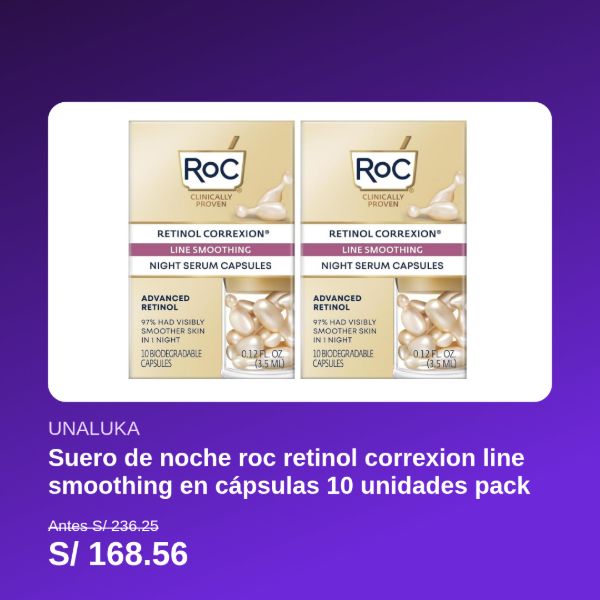 RoC
CLINICALLY
PROVEN
RETINOL CORREXION®
LINE SMOOTHING
NIGHT SERUM CAPSULES
ADVANCED
RETINOL
97% HAD VISIBLY
SMOOTHER SKIN
IN 1 NIGHT
10 BIODEGRADABLE
CAPSULES
0.12 FL. OZ.
(3.5 ML)
RoC
CLINICALLY
PROVEN
RETINOL CORREXION®
LINE SMOOTHING
NIGHT SERUM CAPSULES
ADVANCED
RETINOL
97% HAD VISIBLY
SMOOTHER SKIN
IN 1 NIGHT
10 BIODEGRADABLE
CAPSULES
0.12 FL. OZ.
(3.5 ML)
UNALUKA
Suero de noche roc retinol correxion line
smoothing en cápsulas 10 unidades pack
Antes S/ 236.25
S/ 168.56